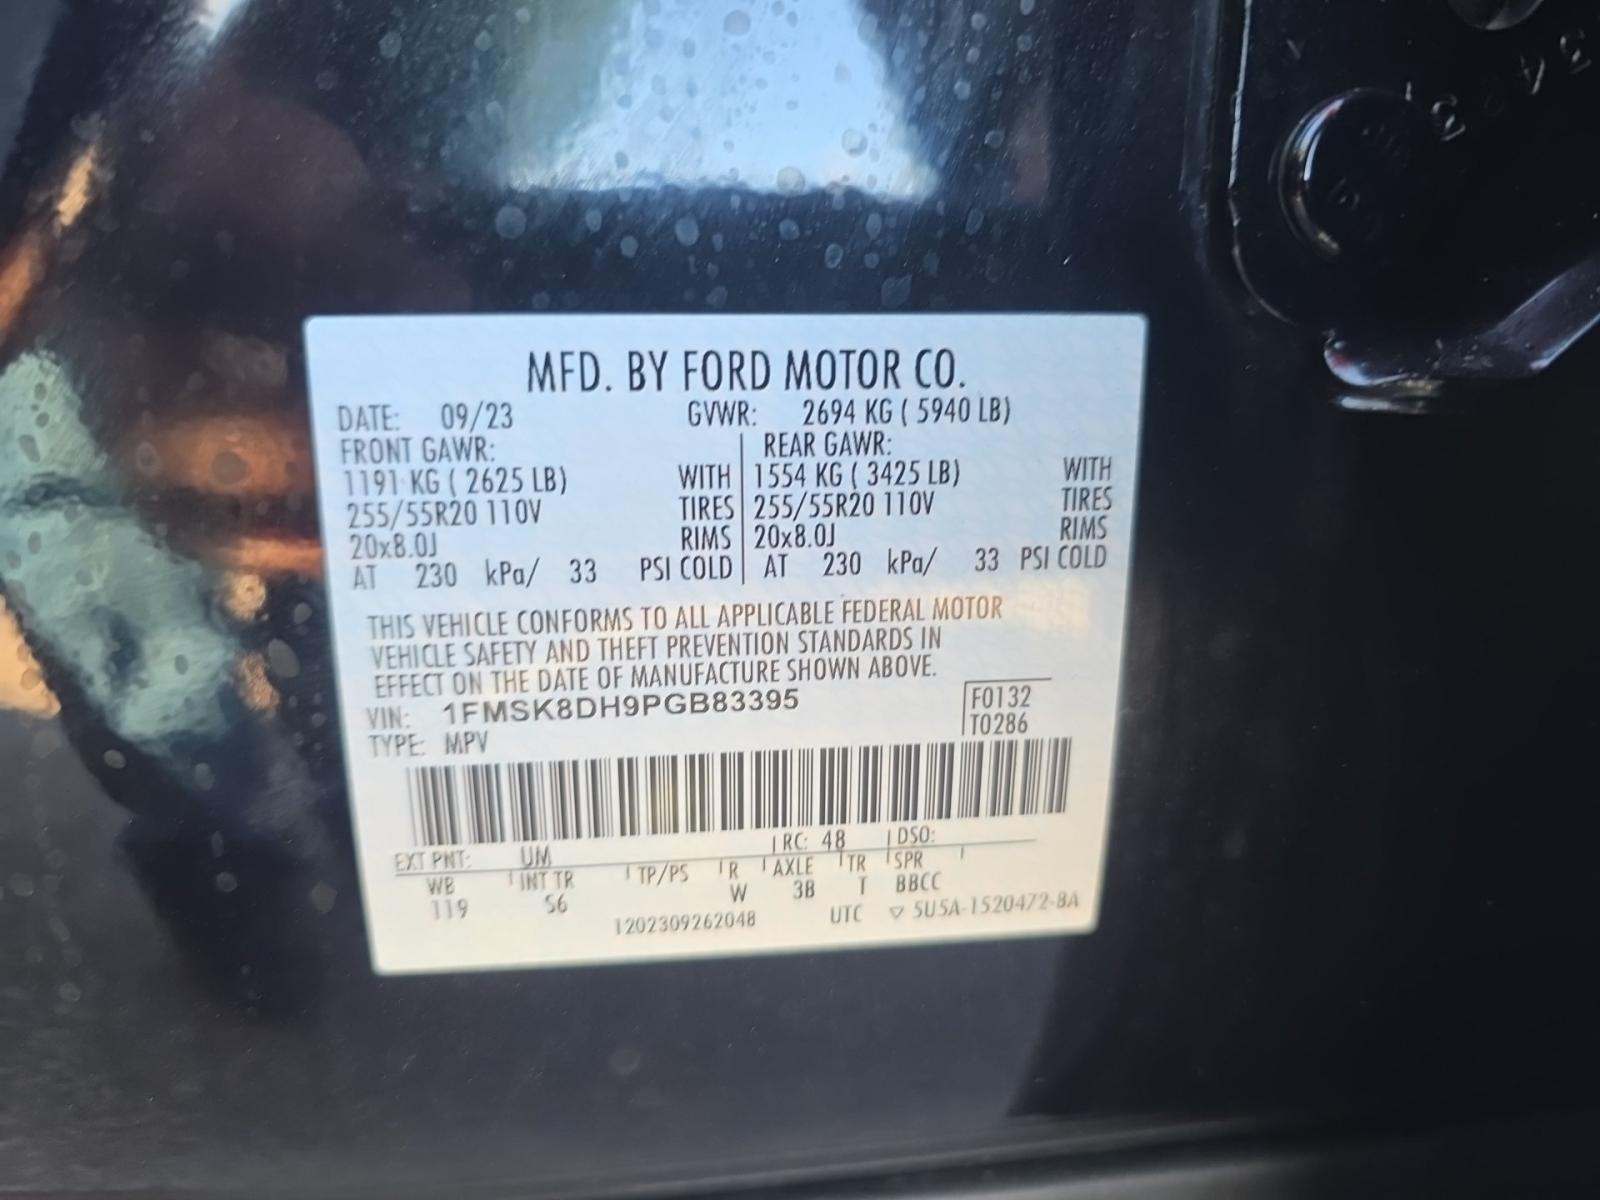 MFD. BY FORD MOTOR CO.
DATE: 09/23 GVWR: 2694 KG ( 5940 LB)
FRONT GAWR: REAR GAWR:
1191 KG ( 2625 LB) WITH 1554 KG ( 3425 LB) WITH
255/55R20 110V TIRES 255/55R20 110V TIRES
20x8.0J RIMS 20x8.0J RIMS
AT 230 kPa/ 33 PSI COLD AT 230 kPa/ 33 PSI COLD
THIS VEHICLE CONFORMS TO ALL APPLICABLE FEDERAL MOTOR
VEHICLE SAFETY AND THEFT PREVENTION STANDARDS IN
EFFECT ON THE DATE OF MANUFACTURE SHOWN ABOVE.
VIN: 1FMSK8DH9PGB83395 F0132
TYPE: MPV T0286
EXT PNT: UM RC: 48 DSO:
WB INT TR TP/PS R AXLE TR SPR
119 S6 W 3B T BBCC
1202309262048 UTC ▽ 5U5A-1520472-BA